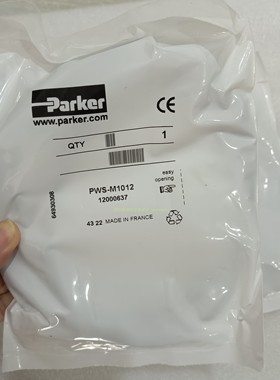 Parker
www.parker.com
CE
QTY
1
easy
opening
PWS-M1012
12000637
6493030B
43 22 MADE IN FRANCE